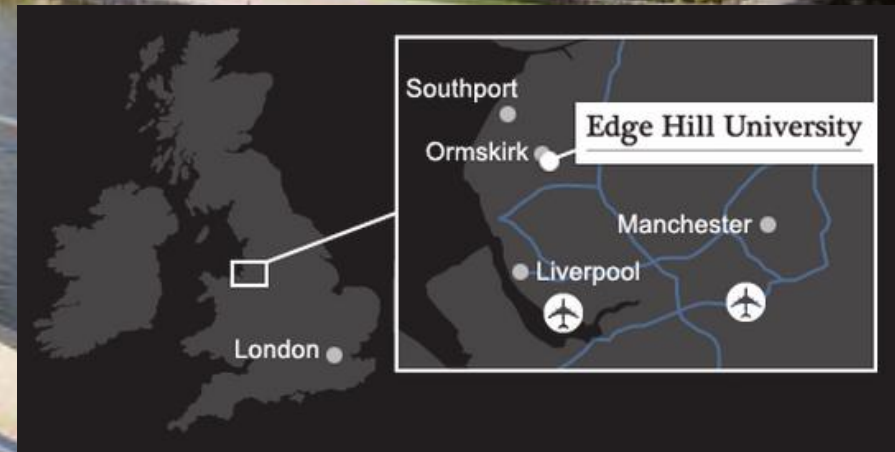 Southport
Edge Hill University
Ormskirk
Manchester
Liverpool
London